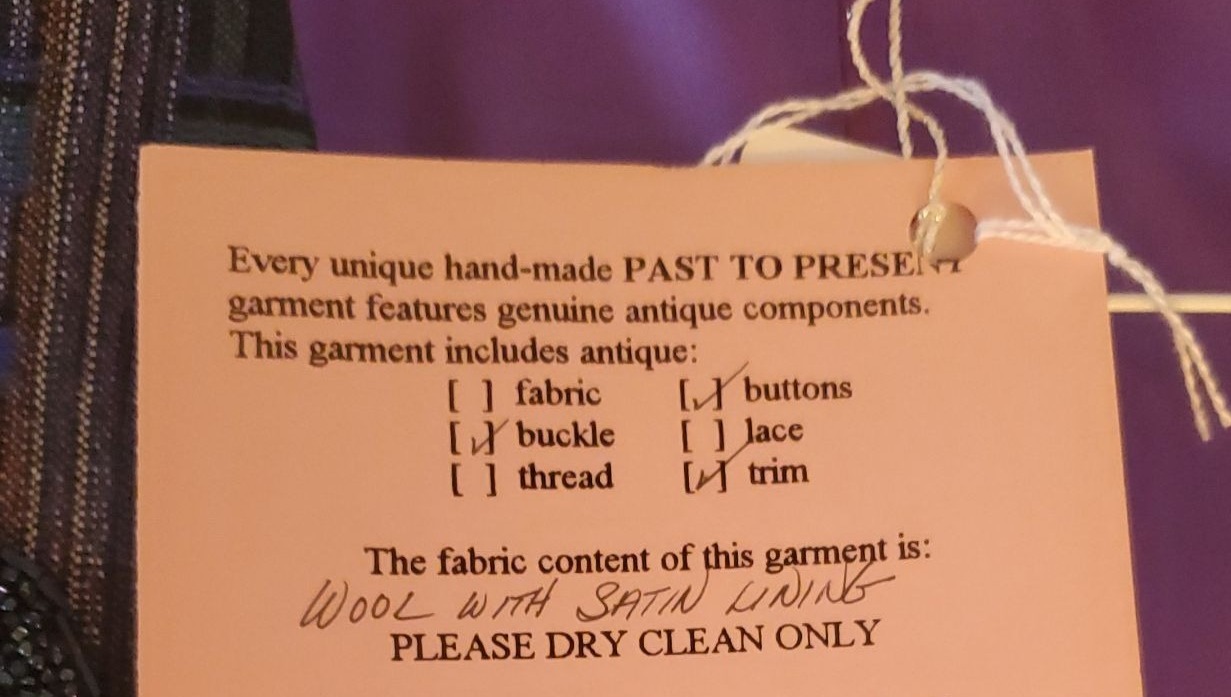 Every unique hand-made PAST TO PRESENT
garment features genuine antique components.
This garment includes antique:
[ ] fabric [✓] buttons
[✓] buckle [ ] lace
[ ] thread [✓] trim
The fabric content of this garment is:
WOOL WITH SATIN LINING
PLEASE DRY CLEAN ONLY